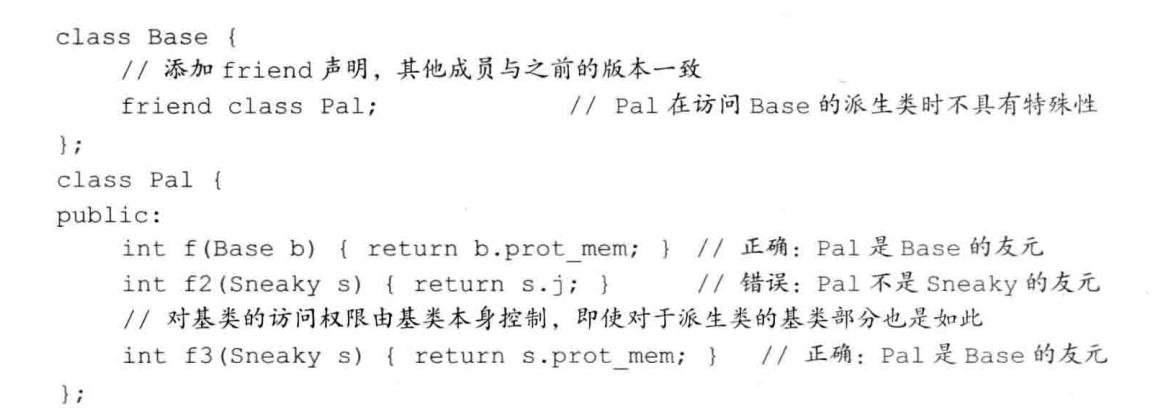 class Base {
    // 添加 friend 声明，其他成员与之前的版本一致
    friend class Pal;            // Pal 在访问 Base 的派生类时不具有特殊性
};
class Pal {
public:
    int f(Base b) { return b.prot_mem; } // 正确：Pal 是 Base 的友元
    int f2(Sneaky s) { return s.j; }     // 错误：Pal 不是 Sneaky 的友元
    // 对基类的访问权限由基类本身控制，即使对于派生类的基类部分也是如此
    int f3(Sneaky s) { return s.prot_mem; }  // 正确：Pal 是 Base 的友元
};